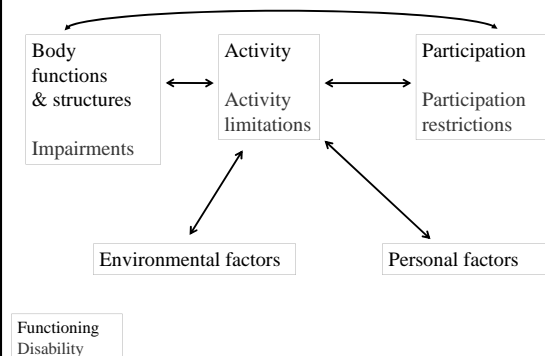 Body
functions
& structures
Impairments
Activity
Activity
limitations
Participation
Participation
restrictions
Environmental factors
Personal factors
Functioning
Disability